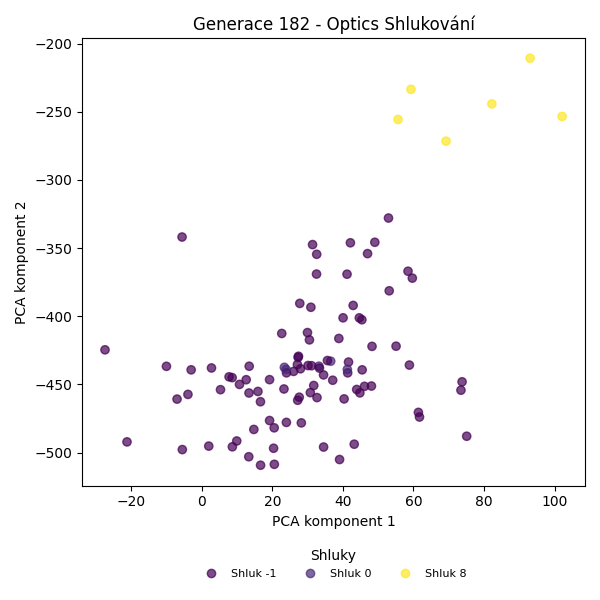 Generace 182 - Optics Shlukování
−200
−250
−300
−350
−400
−450
−500
PCA komponent 2
−20
0
20
40
60
80
100
PCA komponent 1
Shluky
Shluk -1
Shluk 0
Shluk 8